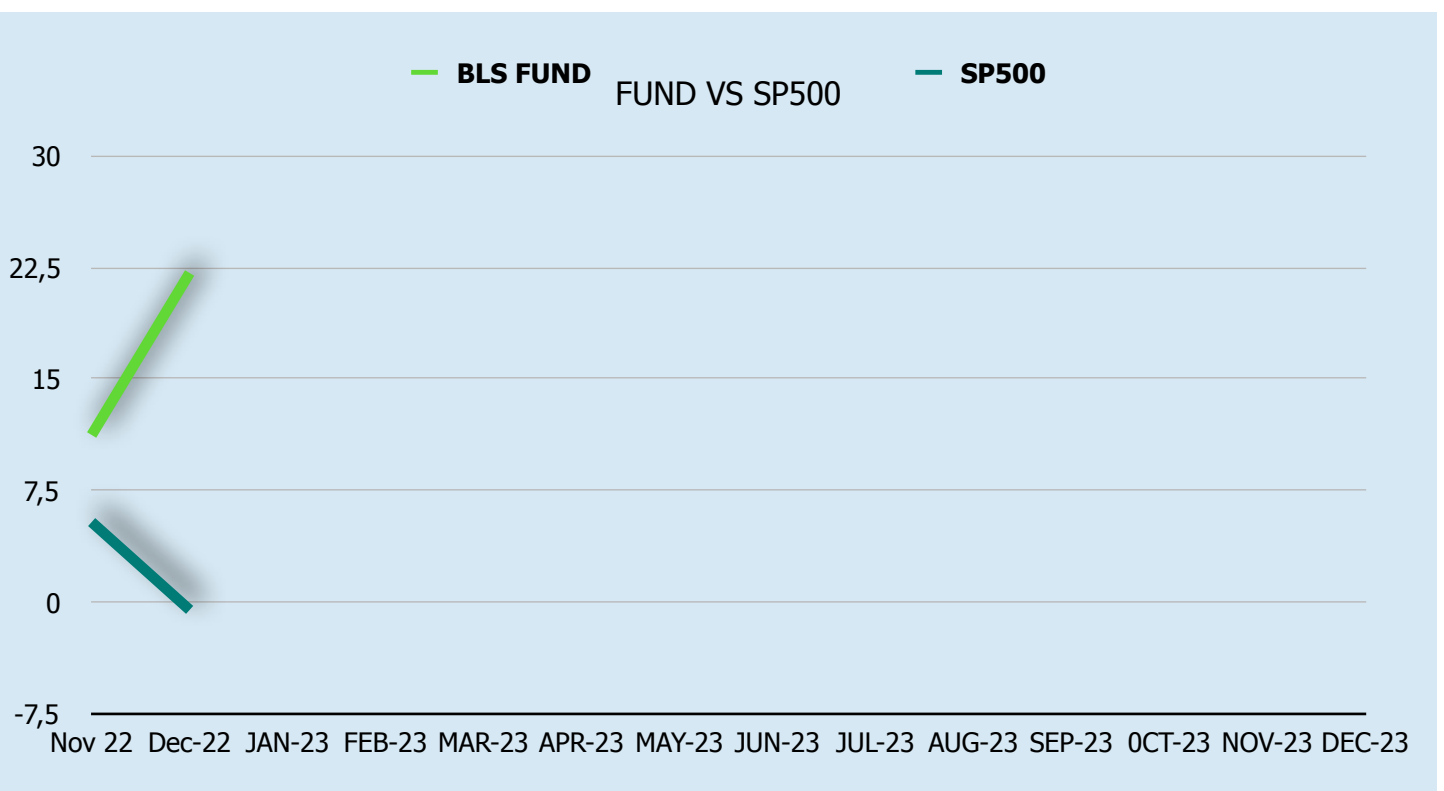 BLS FUND
SP500
FUND VS SP500
30
22,5
15
7,5
0
-7,5
Nov 22 Dec-22 JAN-23 FEB-23 MAR-23 APR-23 MAY-23 JUN-23 JUL-23 AUG-23 SEP-23 0CT-23 NOV-23 DEC-23